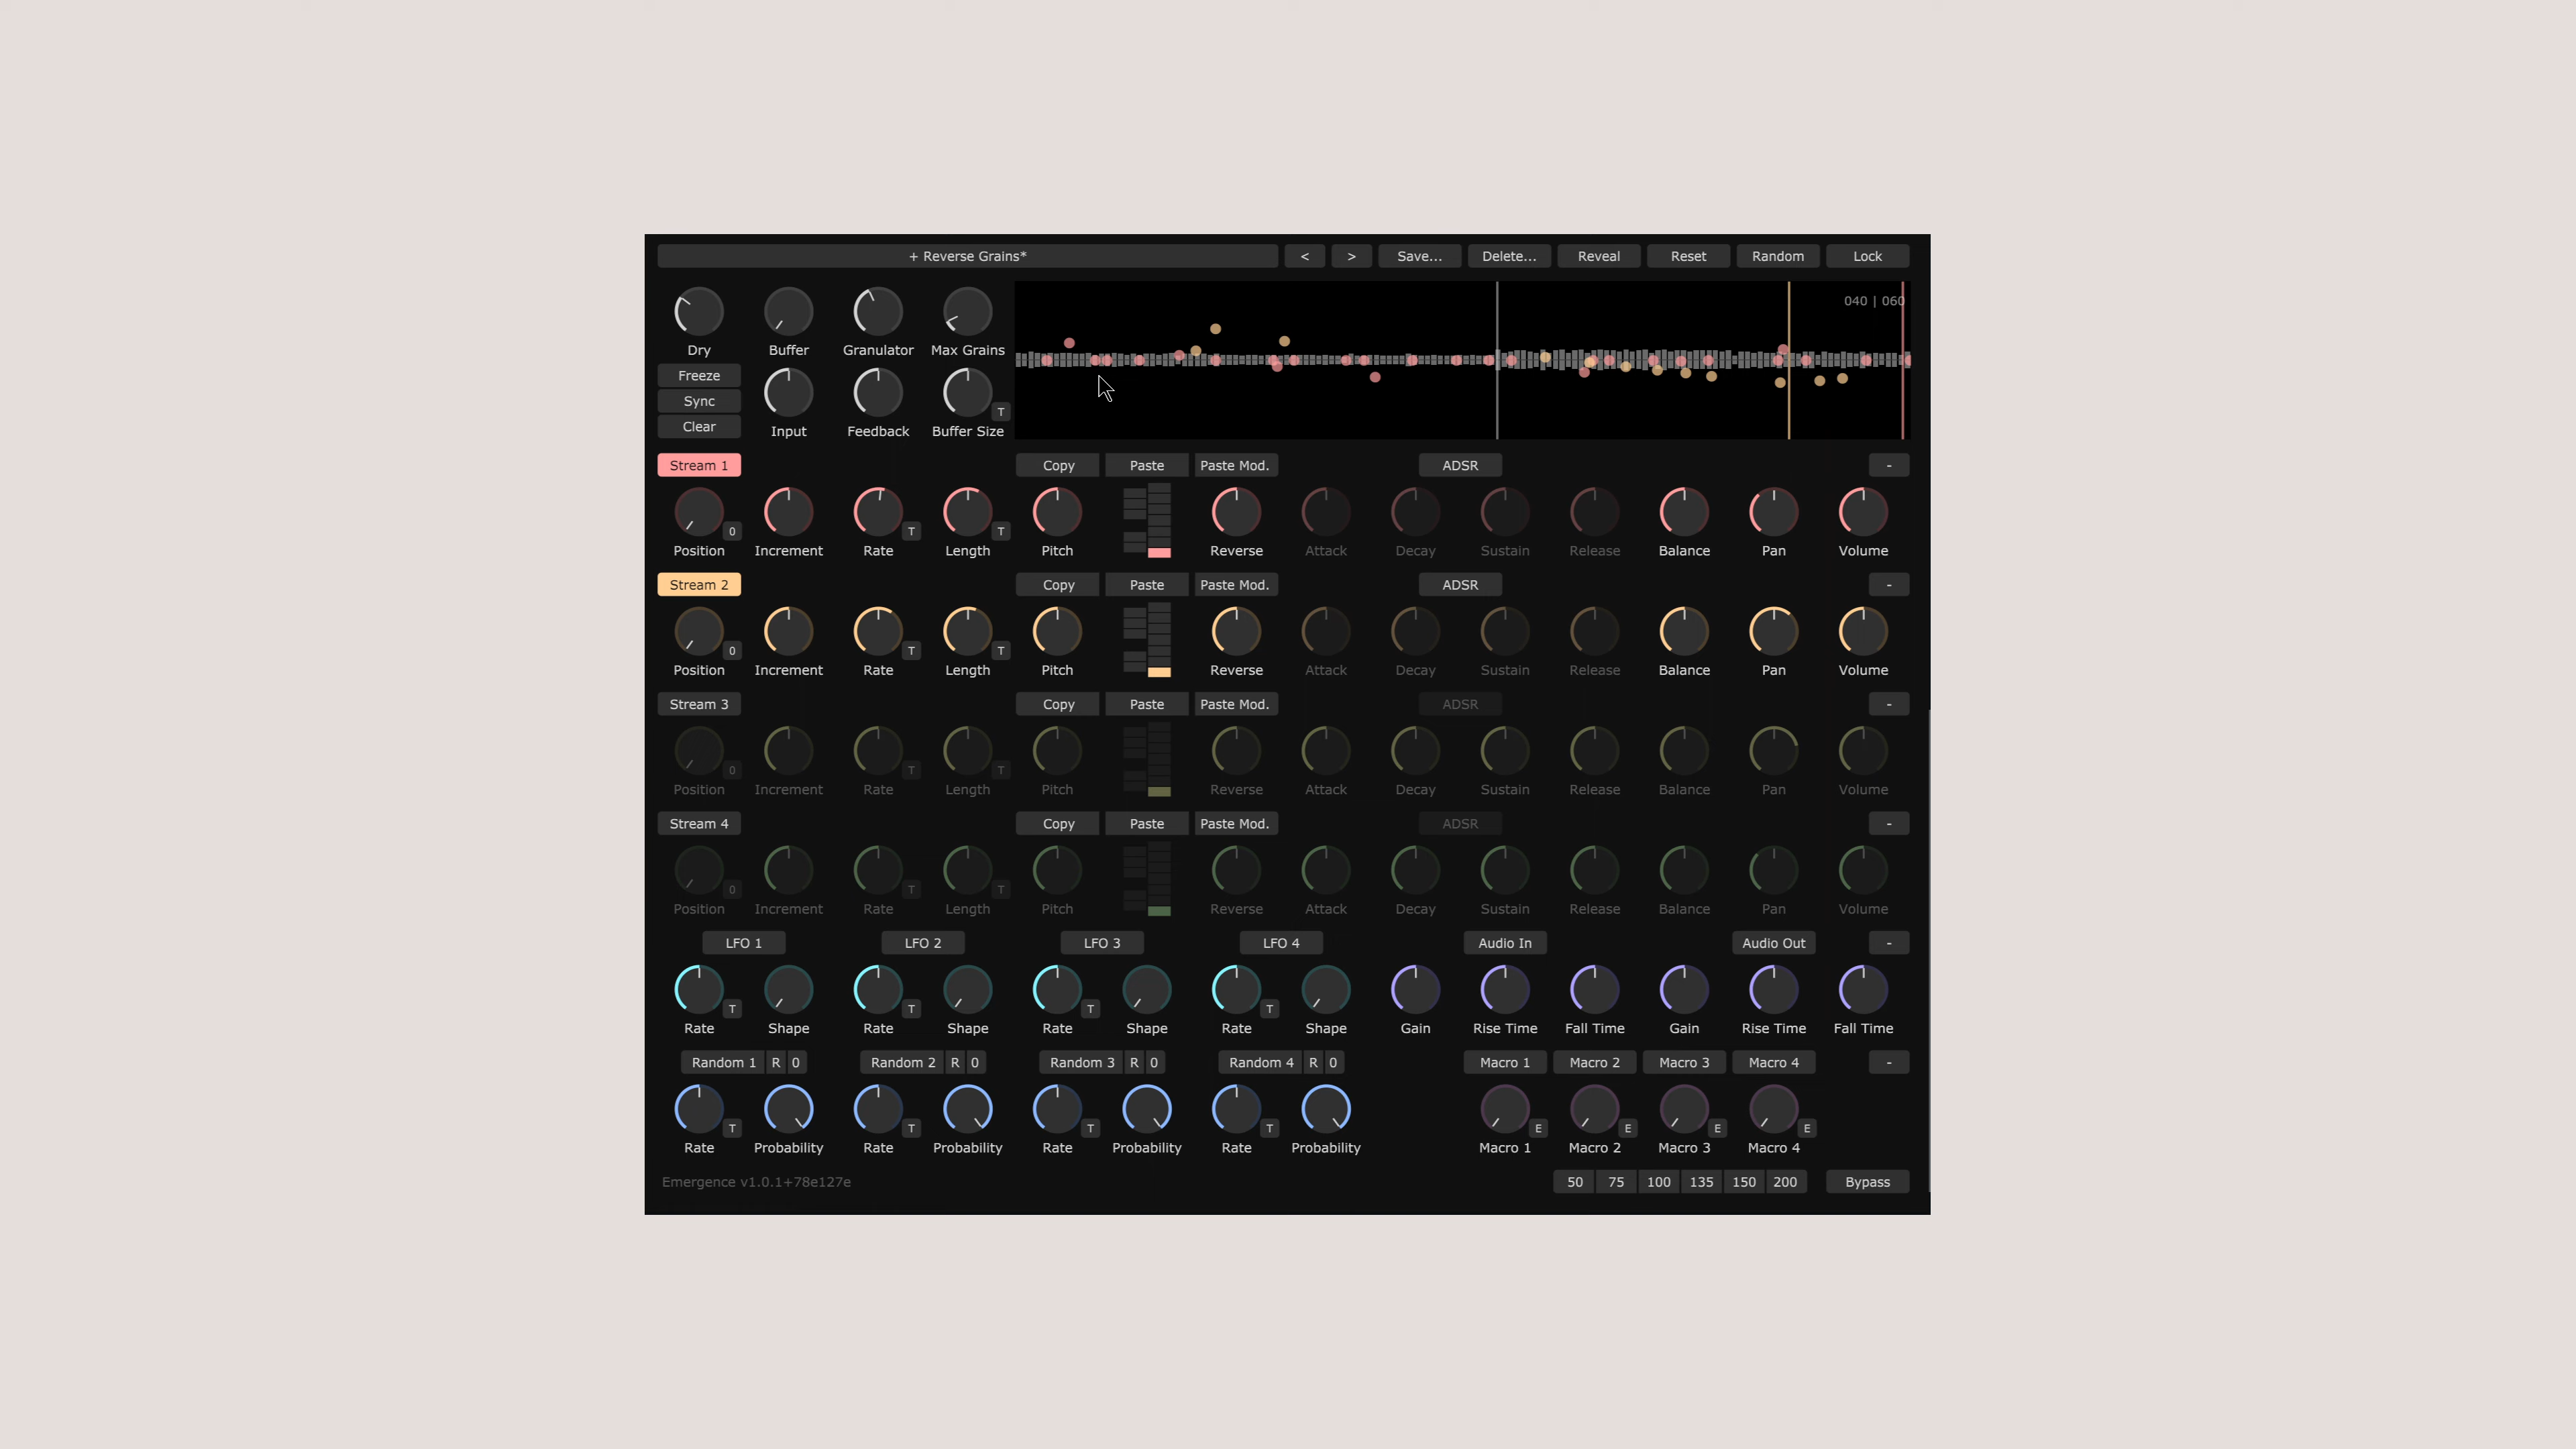 + Reverse Grains* < > Save... Delete... Reveal Reset Random Lock
040 | 060
Dry Buffer Granulator Max Grains
Freeze
Sync
Clear
T
Input Feedback Buffer Size
Stream 1 Copy Paste Paste Mod. ADSR -
0 T T
Position Increment Rate Length Pitch Reverse Attack Decay Sustain Release Balance Pan Volume
Stream 2 Copy Paste Paste Mod. ADSR -
0 T T
Position Increment Rate Length Pitch Reverse Attack Decay Sustain Release Balance Pan Volume
Stream 3 Copy Paste Paste Mod. ADSR -
0 T T
Position Increment Rate Length Pitch Reverse Attack Decay Sustain Release Balance Pan Volume
Stream 4 Copy Paste Paste Mod. ADSR -
0 T T
Position Increment Rate Length Pitch Reverse Attack Decay Sustain Release Balance Pan Volume
LFO 1 LFO 2 LFO 3 LFO 4 Audio In Audio Out -
T T T T
Rate Shape Rate Shape Rate Shape Rate Shape Gain Rise Time Fall Time Gain Rise Time Fall Time
Random 1 R 0 Random 2 R 0 Random 3 R 0 Random 4 R 0 Macro 1 Macro 2 Macro 3 Macro 4 -
T T T T E E E E
Rate Probability Rate Probability Rate Probability Rate Probability Macro 1 Macro 2 Macro 3 Macro 4
Emergence v1.0.1+78e127e 50 75 100 135 150 200 Bypass